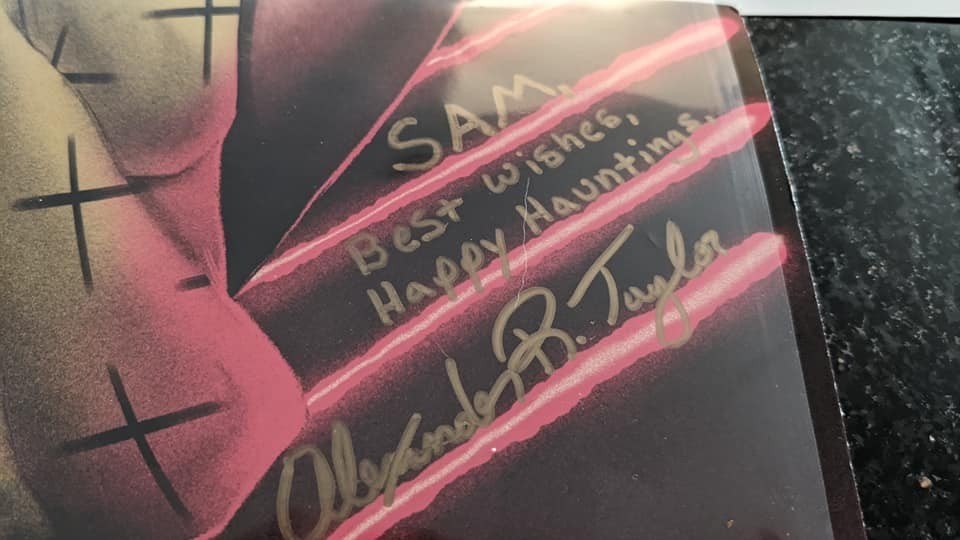 SAM,
Best Wishes,
Happy Hauntings,
Alexander R. Taylor